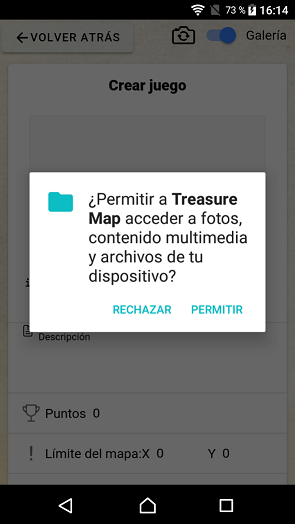 73 % 16:14
VOLVER ATRÁS
Galería
Crear juego
¿Permitir a Treasure
Map acceder a fotos,
contenido multimedia
y archivos de tu
dispositivo?
RECHAZAR PERMITIR
Descripción
Puntos 0
Límite del mapa:X 0 Y 0